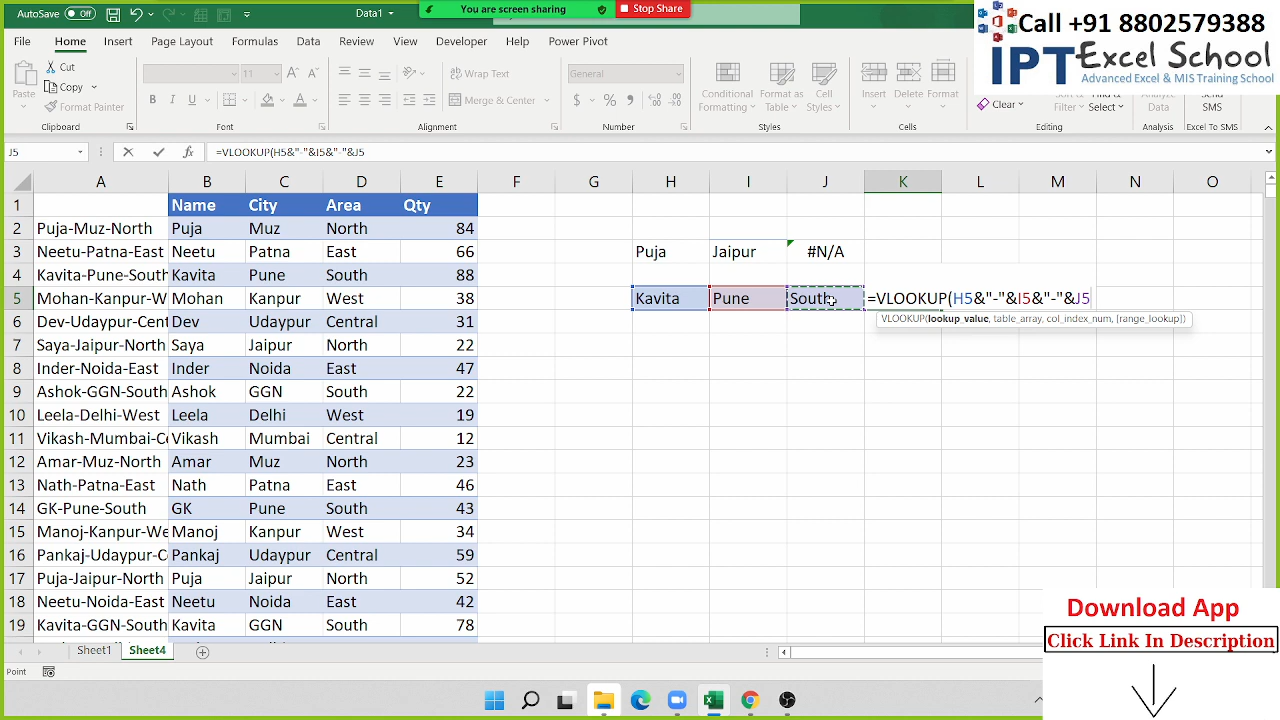 AutoSave Off Data1 You are screen sharing Stop Share
Call +91 8802579388
IPT Excel School
Advanced Excel & MIS Training School
File Home Insert Page Layout Formulas Data Review View Developer Help Power Pivot
Paste Cut Copy Format Painter
11 Wrap Text Merge & Center General
Conditional Formatting Format as Table Cell Styles Insert Delete Format Clear Sort & Filter Find & Select Analyze Data Send SMS
Clipboard Font Alignment Number Styles Cells Editing Analysis Excel To SMS
J5 =VLOOKUP(H5&"-"&I5&"-"&J5
A B C D E F G H I J K L M N O
1 Name City Area Qty
2 Puja-Muz-North Puja Muz North 84
3 Neetu-Patna-East Neetu Patna East 66 Puja Jaipur #N/A
4 Kavita-Pune-South Kavita Pune South 88
5 Mohan-Kanpur-W Mohan Kanpur West 38 Kavita Pune South =VLOOKUP(H5&"-"&I5&"-"&J5
VLOOKUP(lookup_value, table_array, col_index_num, [range_lookup])
6 Dev-Udaypur-Cent Dev Udaypur Central 31
7 Saya-Jaipur-North Saya Jaipur North 22
8 Inder-Noida-East Inder Noida East 47
9 Ashok-GGN-South Ashok GGN South 22
10 Leela-Delhi-West Leela Delhi West 19
11 Vikash-Mumbai-C Vikash Mumbai Central 12
12 Amar-Muz-North Amar Muz North 23
13 Nath-Patna-East Nath Patna East 46
14 GK-Pune-South GK Pune South 43
15 Manoj-Kanpur-We Manoj Kanpur West 34
16 Pankaj-Udaypur-C Pankaj Udaypur Central 59
17 Puja-Jaipur-North Puja Jaipur North 52
18 Neetu-Noida-East Neetu Noida East 42
19 Kavita-GGN-South Kavita GGN South 78
Sheet1 Sheet4
Point
Download App
Click Link In Description